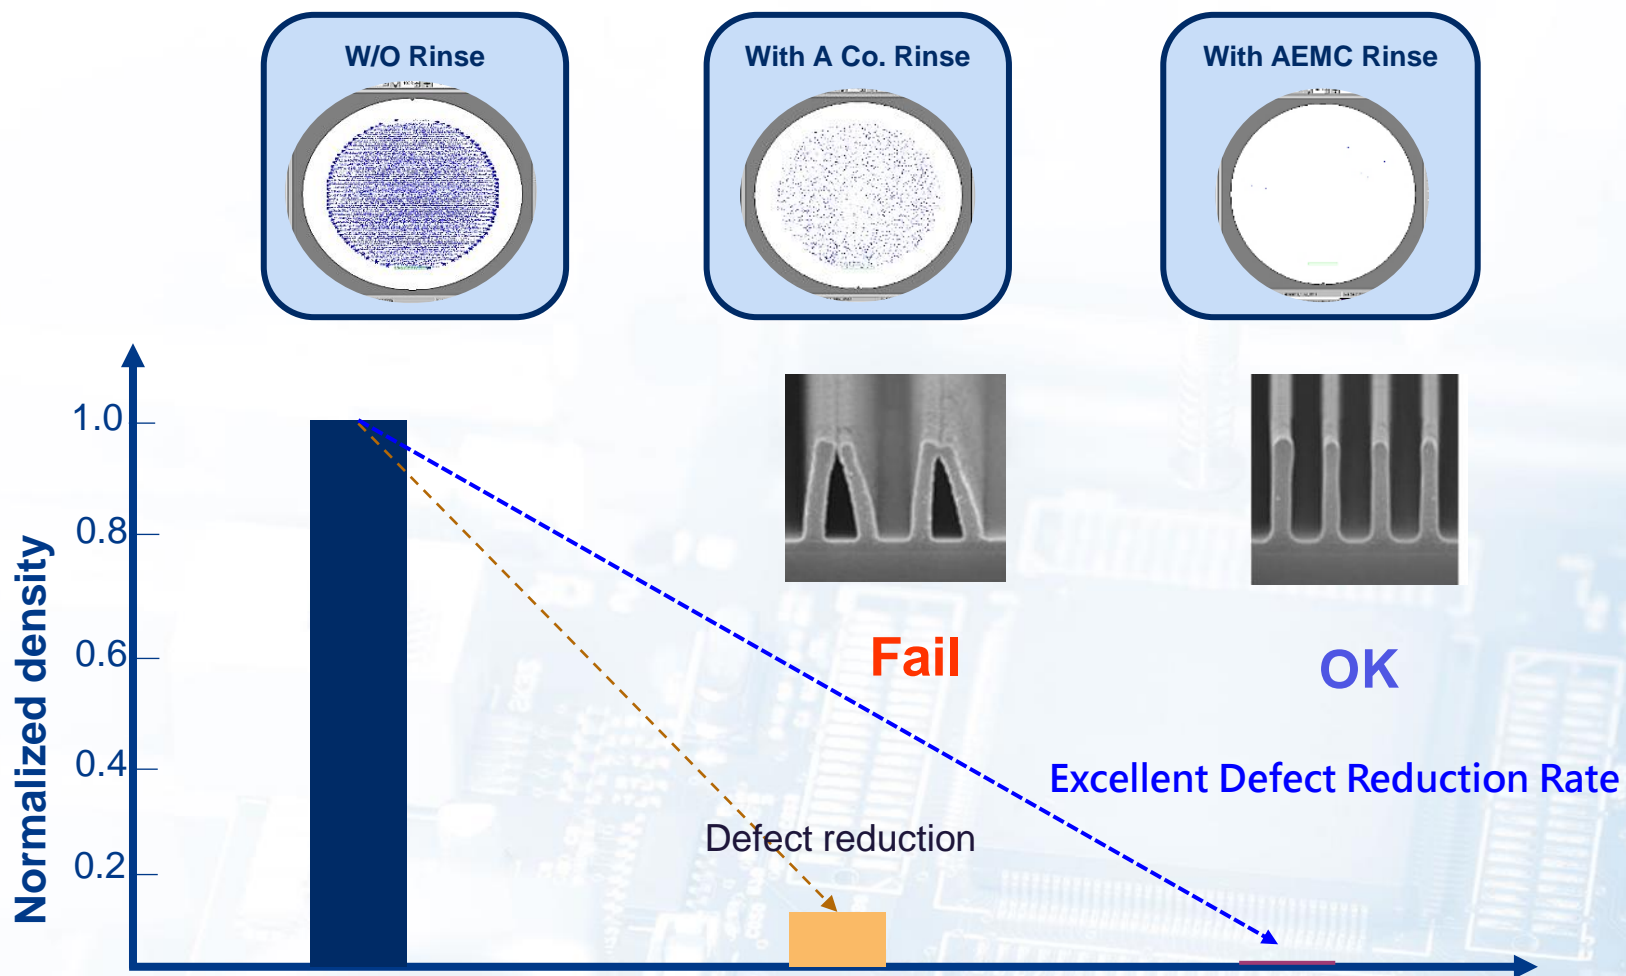 W/O Rinse
With A Co. Rinse
With AEMC Rinse
Normalized density
1.0
0.8
0.6
0.4
0.2
Fail
OK
Excellent Defect Reduction Rate
Defect reduction